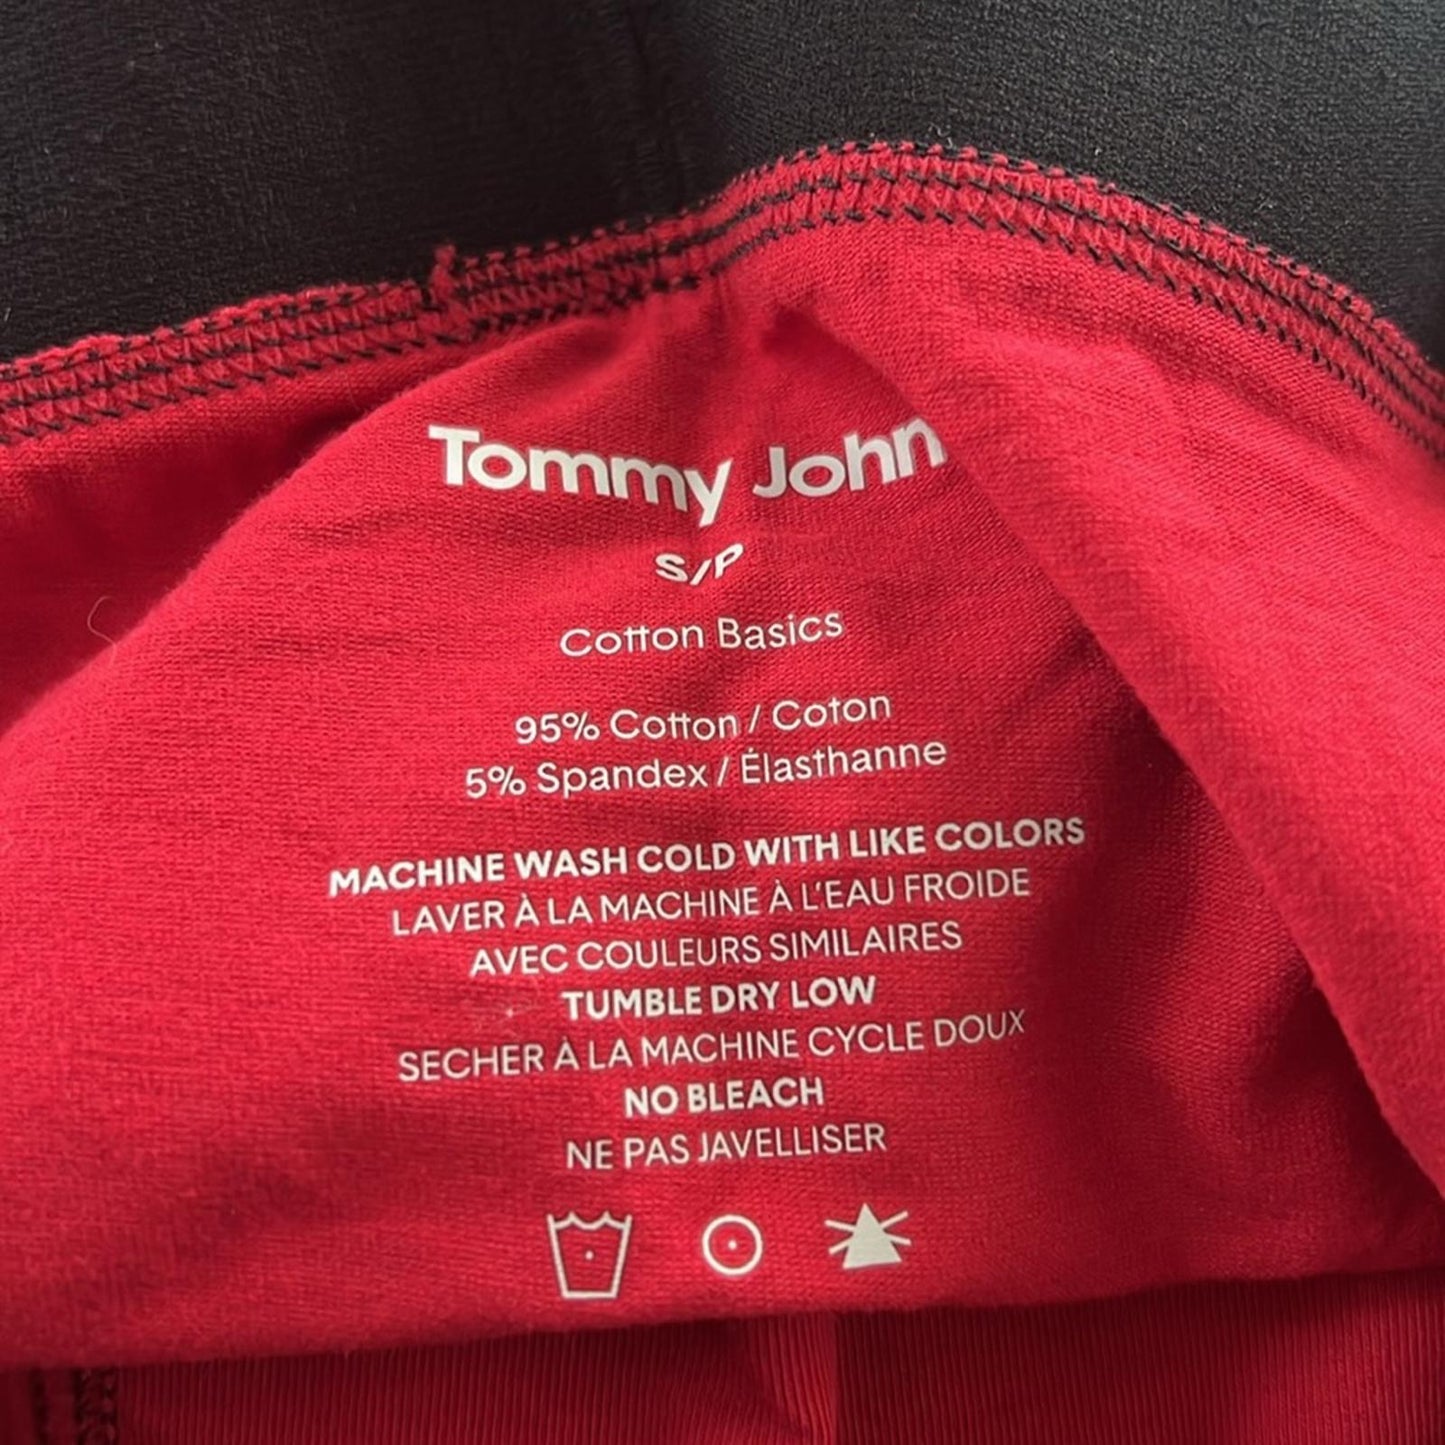 Tommy John
S/P
Cotton Basics
95% Cotton / Coton
5% Spandex / Élasthanne
MACHINE WASH COLD WITH LIKE COLORS
LAVER À LA MACHINE À L'EAU FROIDE
AVEC COULEURS SIMILAIRES
TUMBLE DRY LOW
SECHER À LA MACHINE CYCLE DOUX
NO BLEACH
NE PAS JAVELLISER